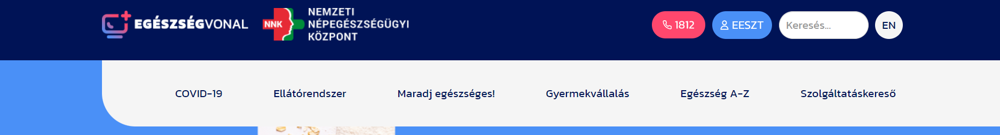 EGÉSZSÉGVONAL
NNK
NEMZETI
NÉPEGÉSZSÉGÜGYI
KÖZPONT
1812
EESZT
Keresés...
EN
COVID-19
Ellátórendszer
Maradj egészséges!
Gyermekvállalás
Egészség A-Z
Szolgáltatáskereső